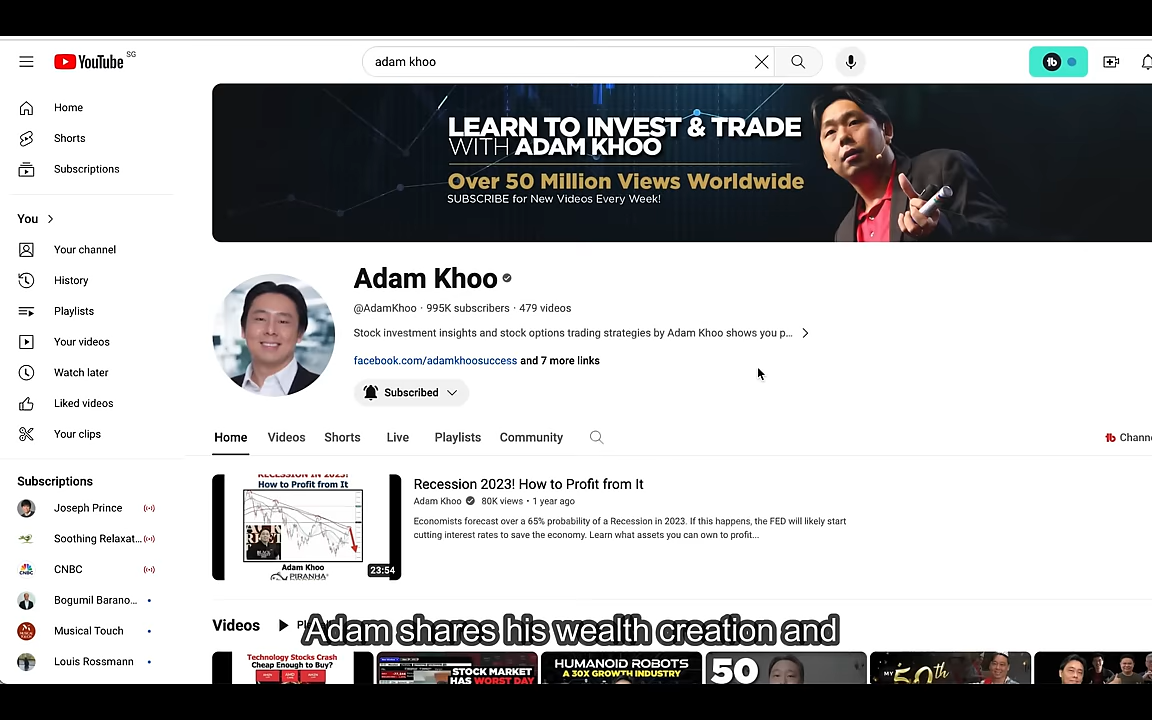 YouTube SG
adam khoo
Home
Shorts
Subscriptions
You
Your channel
History
Playlists
Your videos
Watch later
Liked videos
Your clips
Subscriptions
Joseph Prince
Soothing Relaxat...
CNBC
Bogumil Barano...
Musical Touch
Louis Rossmann
LEARN TO INVEST & TRADE
WITH ADAM KHOO
Over 50 Million Views Worldwide
SUBSCRIBE for New Videos Every Week!
Adam Khoo
@AdamKhoo · 995K subscribers · 479 videos
Stock investment insights and stock options trading strategies by Adam Khoo shows you p...
facebook.com/adamkhoosuccess and 7 more links
Subscribed
Home Videos Shorts Live Playlists Community
RECESSION IN 2023!
How to Profit from It
Adam Khoo
PIRANHA
23:54
Recession 2023! How to Profit from It
Adam Khoo 80K views · 1 year ago
Economists forecast over a 65% probability of a Recession in 2023. If this happens, the FED will likely start
cutting interest rates to save the economy. Learn what assets you can own to profit...
Videos
Adam shares his wealth creation and
Technology Stocks Crash
Cheap Enough to Buy?
STOCK MARKET
HAS WORST DAY
HUMANOID ROBOTS
A 30X GROWTH INDUSTRY
50
MY 50th